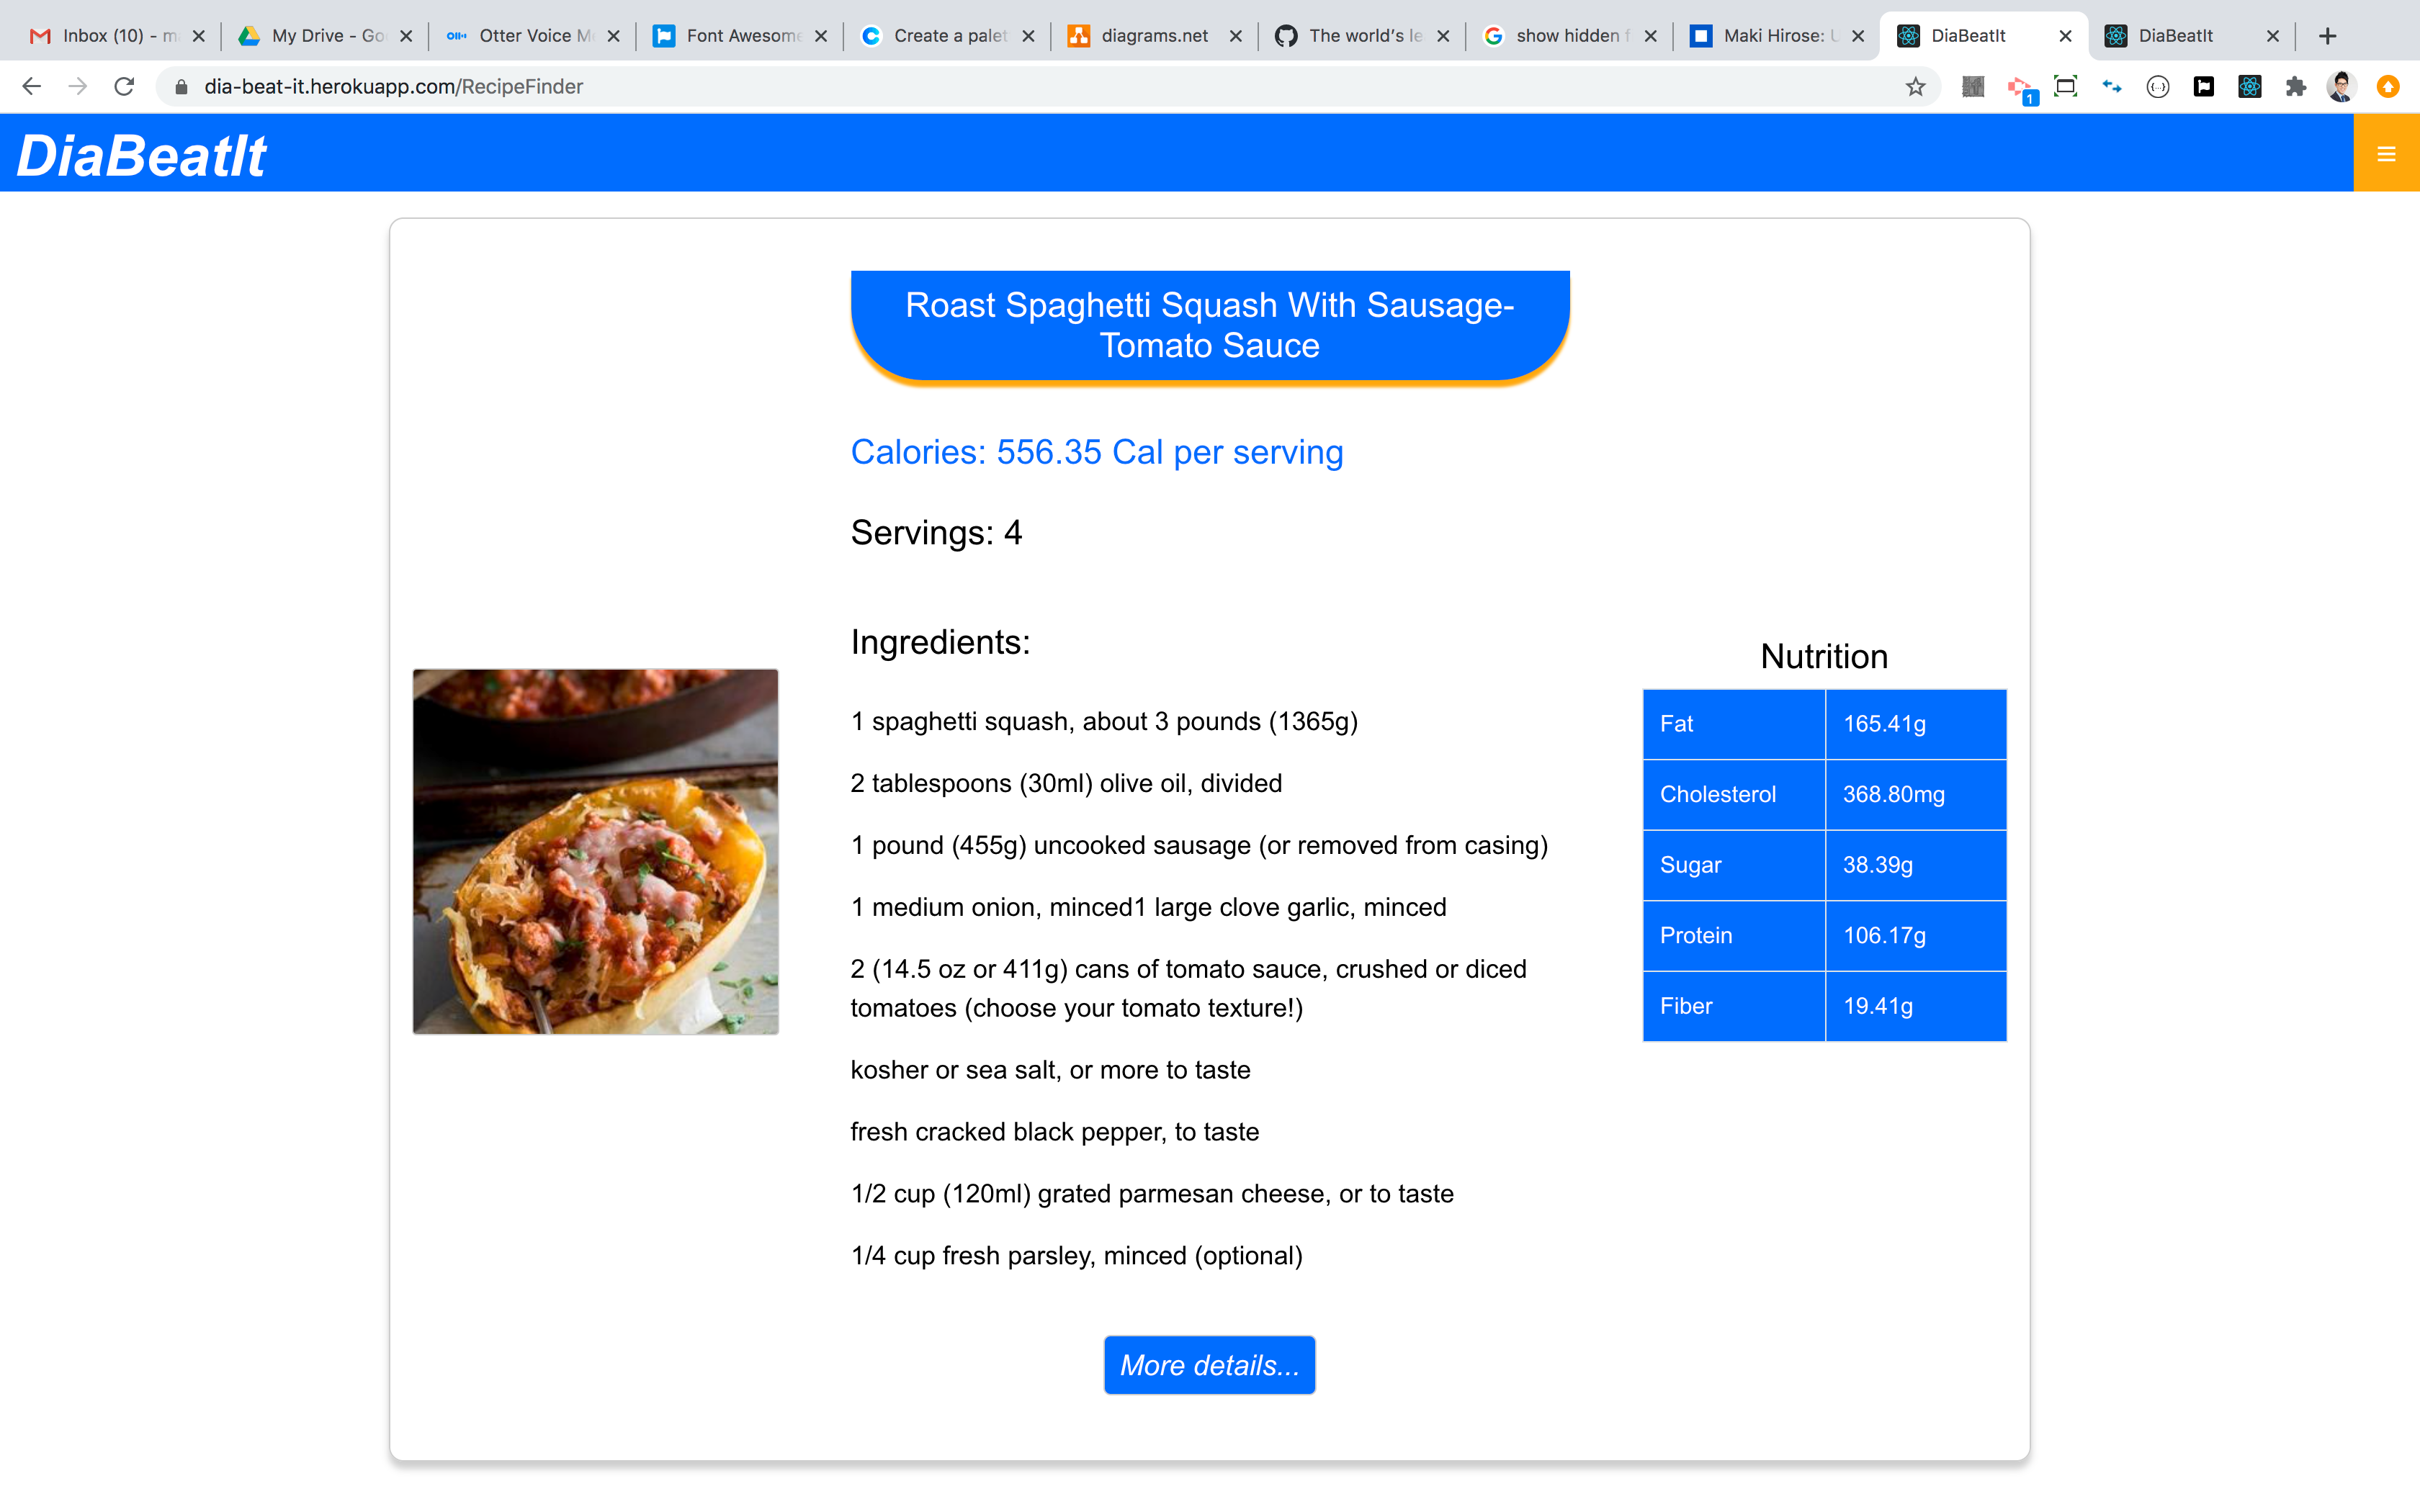 Inbox (10) - m
My Drive - Go
Otter Voice M
Font Awesome
Create a palet
diagrams.net
The world's le
show hidden f
Maki Hirose: U
DiaBeatIt
DiaBeatIt
dia-beat-it.herokuapp.com/RecipeFinder
1
DiaBeatIt
Roast Spaghetti Squash With Sausage-
Tomato Sauce
Calories: 556.35 Cal per serving
Servings: 4
Ingredients:
1 spaghetti squash, about 3 pounds (1365g)
2 tablespoons (30ml) olive oil, divided
1 pound (455g) uncooked sausage (or removed from casing)
1 medium onion, minced1 large clove garlic, minced
2 (14.5 oz or 411g) cans of tomato sauce, crushed or diced
tomatoes (choose your tomato texture!)
kosher or sea salt, or more to taste
fresh cracked black pepper, to taste
1/2 cup (120ml) grated parmesan cheese, or to taste
1/4 cup fresh parsley, minced (optional)
More details...
Nutrition
Fat 165.41g
Cholesterol 368.80mg
Sugar 38.39g
Protein 106.17g
Fiber 19.41g